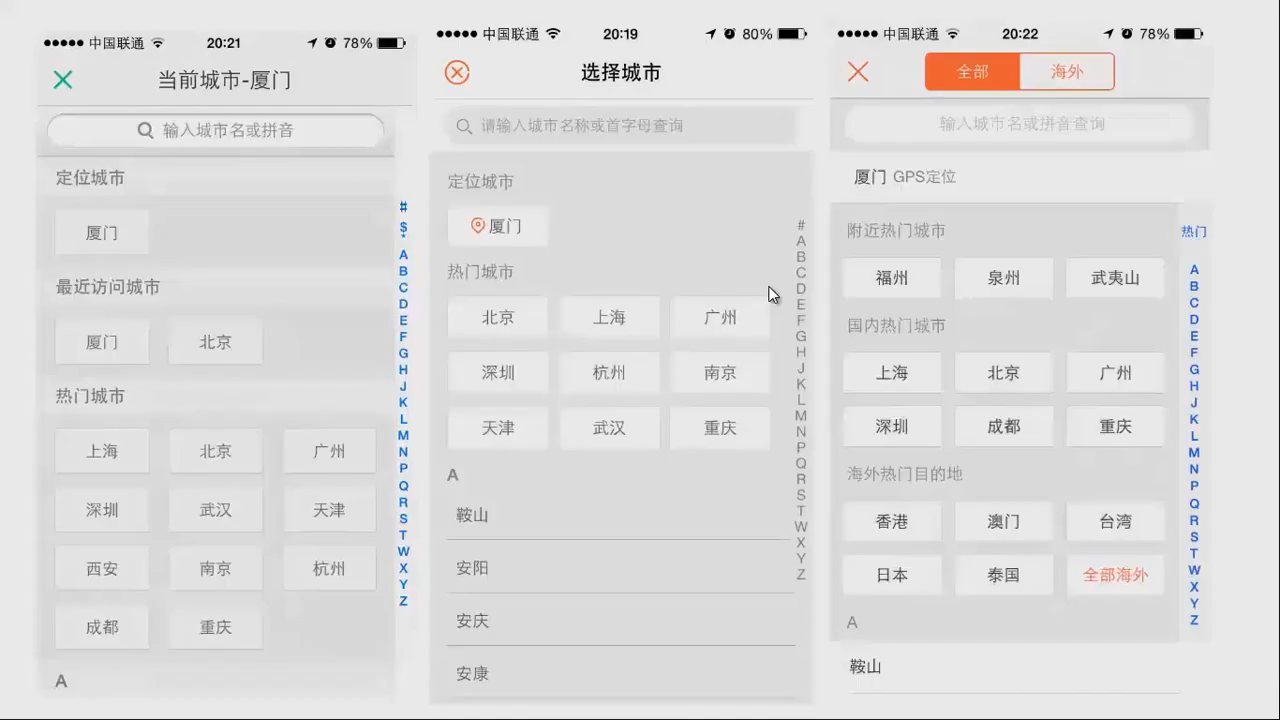 中国联通 20:21 78%
当前城市-厦门
输入城市名或拼音
定位城市
厦门
最近访问城市
厦门 北京
热门城市
上海 北京 广州
深圳 武汉 天津
西安 南京 杭州
成都 重庆
A
#
$
*
A
B
C
D
E
F
G
H
J
K
L
M
N
P
Q
R
S
T
W
X
Y
Z
中国联通 20:19 80%
选择城市
请输入城市名称或首字母查询
定位城市
厦门
热门城市
北京 上海 广州
深圳 杭州 南京
天津 武汉 重庆
A
鞍山
安阳
安庆
安康
#
A
B
C
D
E
F
G
H
J
K
L
M
N
P
Q
R
S
T
W
X
Y
Z
中国联通 20:22 78%
全部 海外
输入城市名或拼音查询
厦门 GPS定位
附近热门城市
福州 泉州 武夷山
国内热门城市
上海 北京 广州
深圳 成都 重庆
海外热门目的地
香港 澳门 台湾
日本 泰国 全部海外
A
鞍山
热门
A
B
C
D
E
F
G
H
J
K
L
M
N
P
Q
R
S
T
W
X
Y
Z